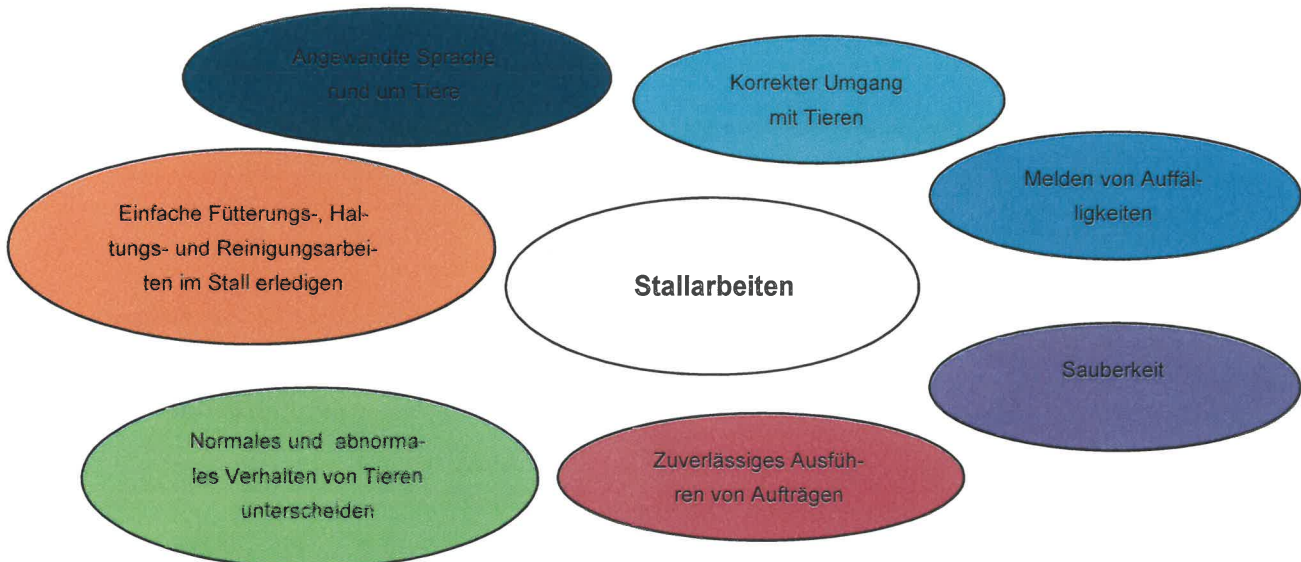 Angewandte Sprache
rund um Tiere
Korrekter Umgang
mit Tieren
Melden von Auffäl-
ligkeiten
Einfache Fütterungs-, Hal-
tungs- und Reinigungsarbei-
ten im Stall erledigen
Stallarbeiten
Sauberkeit
Normales und abnorma-
les Verhalten von Tieren
unterscheiden
Zuverlässiges Ausfüh-
ren von Aufträgen